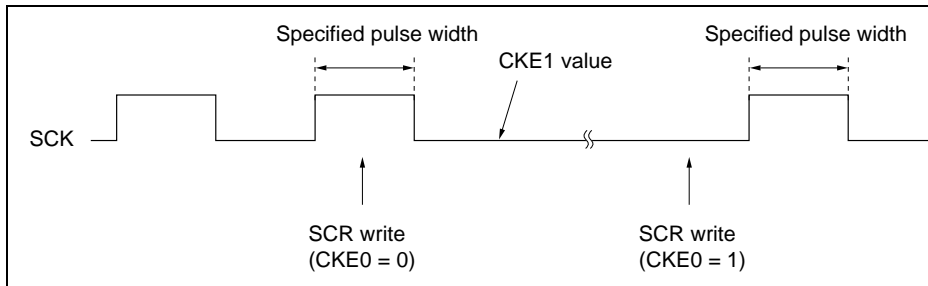 Specified pulse width
Specified pulse width
CKE1 value
SCK
SCR write
(CKE0 = 0)
SCR write
(CKE0 = 1)